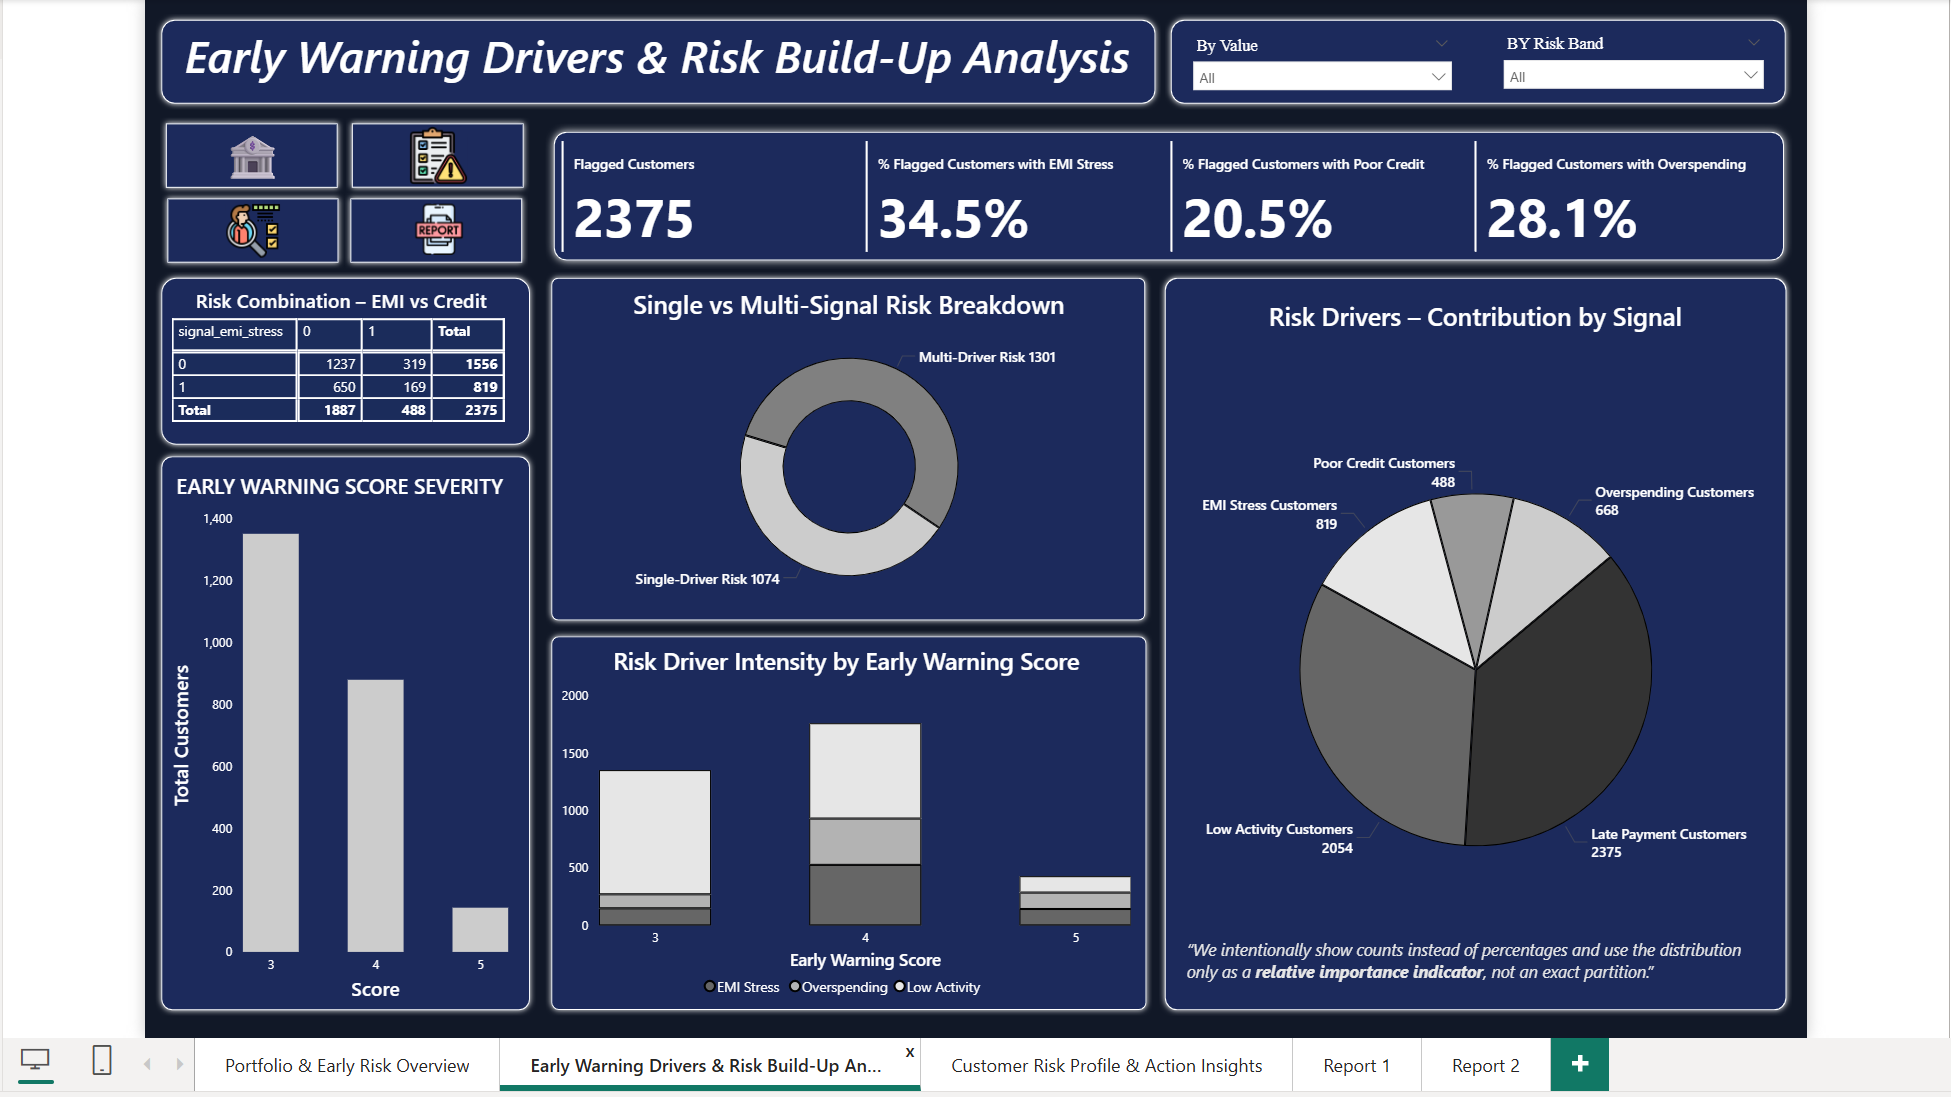 Early Warning Drivers & Risk Build-Up Analysis
By Value
All
BY Risk Band
All
REPORT
Flagged Customers
2375
% Flagged Customers with EMI Stress
34.5%
% Flagged Customers with Poor Credit
20.5%
% Flagged Customers with Overspending
28.1%
Risk Combination – EMI vs Credit
signal_emi_stress 0 1 Total
0 1237 319 1556
1 650 169 819
Total 1887 488 2375
EARLY WARNING SCORE SEVERITY
Total Customers
1,400
1,200
1,000
800
600
400
200
0
3 4 5
Score
Single vs Multi-Signal Risk Breakdown
Multi-Driver Risk 1301
Single-Driver Risk 1074
Risk Driver Intensity by Early Warning Score
2000
1500
1000
500
0
3 4 5
Early Warning Score
EMI Stress Overspending Low Activity
Risk Drivers – Contribution by Signal
Poor Credit Customers
488
Overspending Customers
668
EMI Stress Customers
819
Low Activity Customers
2054
Late Payment Customers
2375
“We intentionally show counts instead of percentages and use the distribution
only as a relative importance indicator, not an exact partition.”
Portfolio & Early Risk Overview
Early Warning Drivers & Risk Build-Up An...
x
Customer Risk Profile & Action Insights
Report 1
Report 2
+